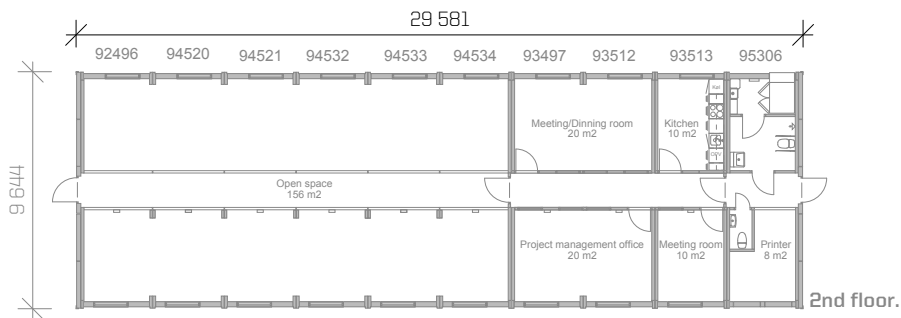 29 581
92496 94520 94521 94532 94533 94534 93497 93512 93513 95306
9 644
Meeting/Dinning room
20 m2
Kitchen
10 m2
Open space
156 m2
Project management office
20 m2
Meeting room
10 m2
Printer
8 m2
2nd floor.